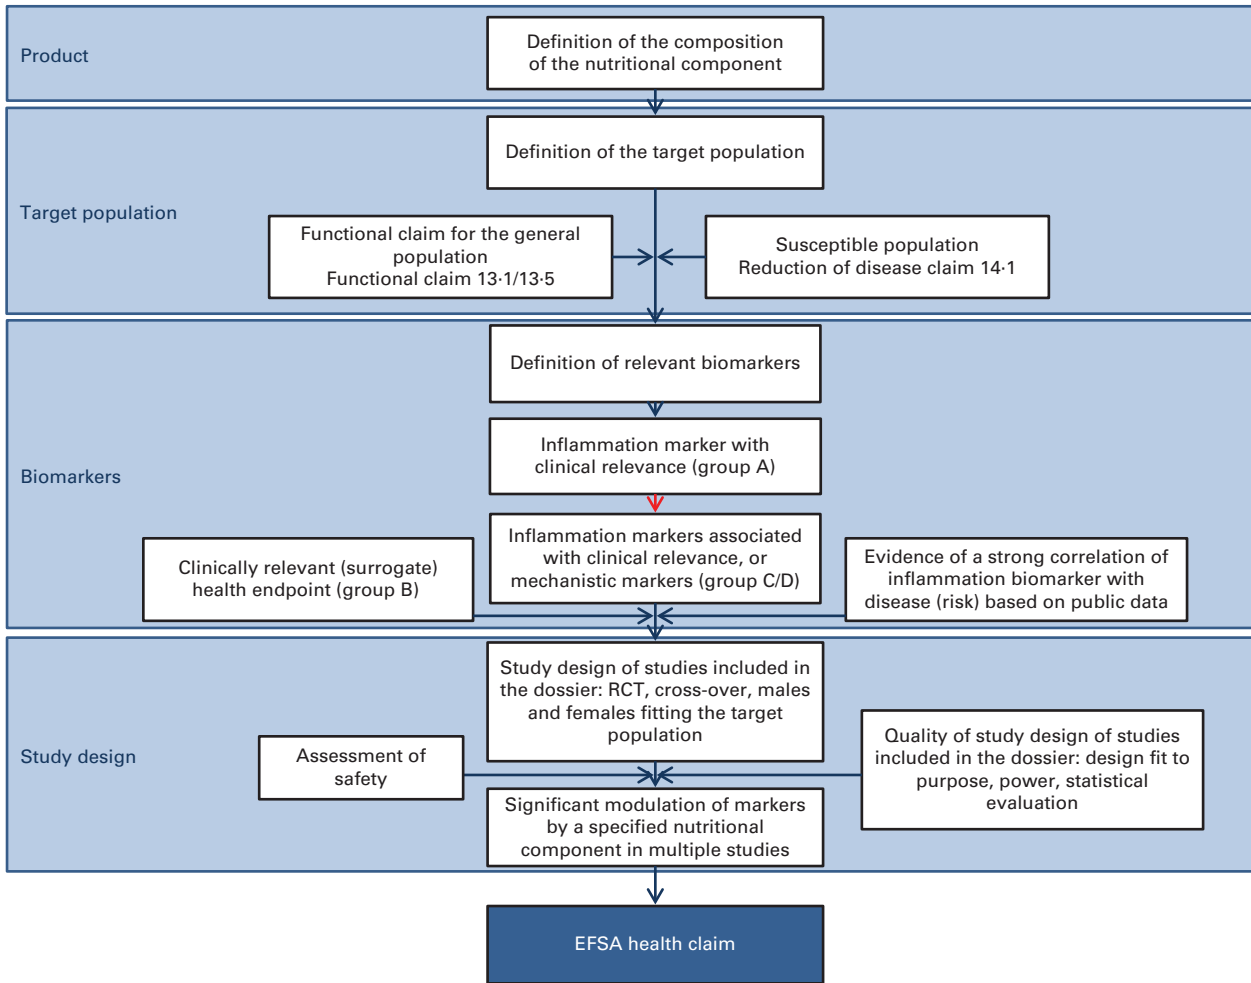 Product
Definition of the composition
of the nutritional component
Target population
Definition of the target population
Functional claim for the general
population
Functional claim 13·1/13·5
Susceptible population
Reduction of disease claim 14·1
Biomarkers
Definition of relevant biomarkers
Inflammation marker with
clinical relevance (group A)
Clinically relevant (surrogate)
health endpoint (group B)
Inflammation markers associated
with clinical relevance, or
mechanistic markers (group C/D)
Evidence of a strong correlation of
inflammation biomarker with
disease (risk) based on public data
Study design
Study design of studies included in
the dossier: RCT, cross-over, males
and females fitting the target
population
Assessment of
safety
Quality of study design of studies
included in the dossier: design fit to
purpose, power, statistical
evaluation
Significant modulation of markers
by a specified nutritional
component in multiple studies
EFSA health claim